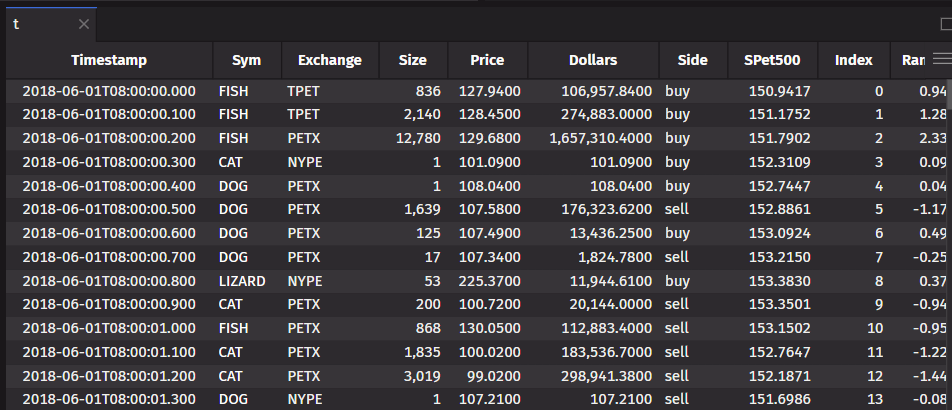 t
Timestamp Sym Exchange Size Price Dollars Side SPet500 Index Ran
2018-06-01T08:00:00.000 FISH TPET 836 127.9400 106,957.8400 buy 150.9417 0 0.94
2018-06-01T08:00:00.100 FISH TPET 2,140 128.4500 274,883.0000 buy 151.1752 1 1.28
2018-06-01T08:00:00.200 FISH PETX 12,780 129.6800 1,657,310.4000 buy 151.7902 2 2.33
2018-06-01T08:00:00.300 CAT NYPE 1 101.0900 101.0900 buy 152.3109 3 0.09
2018-06-01T08:00:00.400 DOG PETX 1 108.0400 108.0400 buy 152.7447 4 0.04
2018-06-01T08:00:00.500 DOG PETX 1,639 107.5800 176,323.6200 sell 152.8861 5 -1.17
2018-06-01T08:00:00.600 DOG PETX 125 107.4900 13,436.2500 buy 153.0924 6 0.49
2018-06-01T08:00:00.700 DOG PETX 17 107.3400 1,824.7800 sell 153.2150 7 -0.25
2018-06-01T08:00:00.800 LIZARD NYPE 53 225.3700 11,944.6100 buy 153.3830 8 0.37
2018-06-01T08:00:00.900 CAT PETX 200 100.7200 20,144.0000 sell 153.3501 9 -0.94
2018-06-01T08:00:01.000 FISH PETX 868 130.0500 112,883.4000 sell 153.1502 10 -0.95
2018-06-01T08:00:01.100 CAT PETX 1,835 100.0200 183,536.7000 sell 152.7647 11 -1.22
2018-06-01T08:00:01.200 CAT PETX 3,019 99.0200 298,941.3800 sell 152.1871 12 -1.44
2018-06-01T08:00:01.300 DOG NYPE 1 107.2100 107.2100 sell 151.6986 13 -0.08